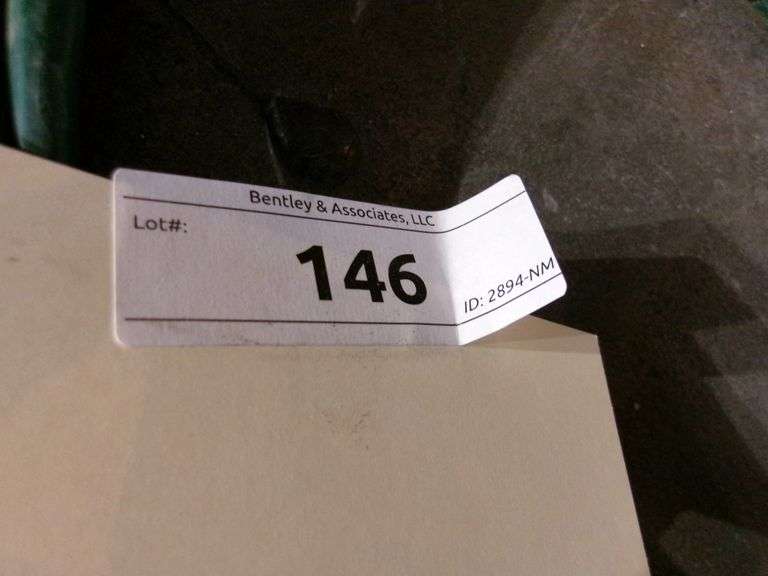 Bentley & Associates, LLC
Lot#:
146
ID: 2894-NM